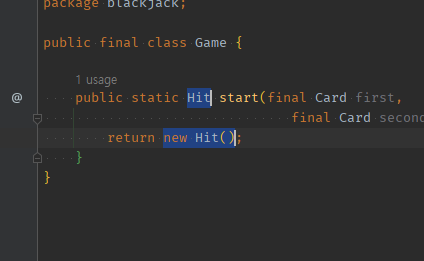 package blackjack;
public final class Game {
1 usage
@ public static Hit start(final Card first,
final Card second
return new Hit();
}
}